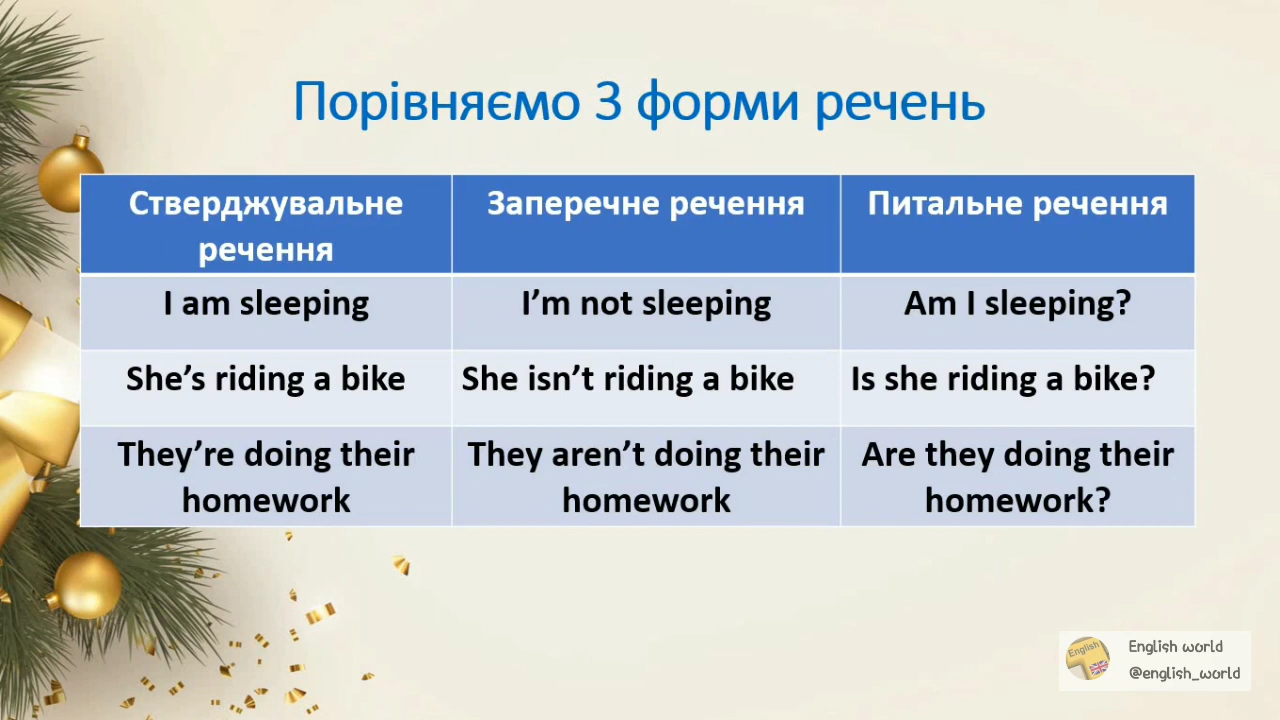 Порівняємо 3 форми речень
Стверджувальне
речення
Заперечне речення
Питальне речення
I am sleeping
I’m not sleeping
Am I sleeping?
She’s riding a bike
She isn’t riding a bike
Is she riding a bike?
They’re doing their
homework
They aren’t doing their
homework
Are they doing their
homework?
English
English world
@english_world